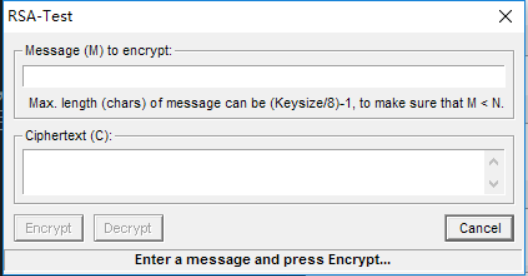 RSA-Test
Message (M) to encrypt:
Max. length (chars) of message can be (Keysize/8)-1, to make sure that M < N.
Ciphertext (C):
Encrypt
Decrypt
Cancel
Enter a message and press Encrypt...